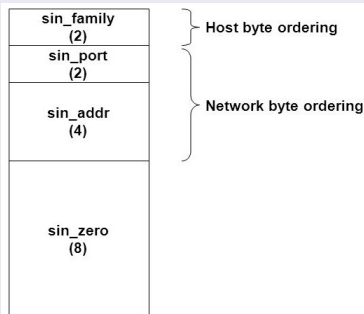 sin_family
(2)
Host byte ordering
sin_port
(2)
sin_addr
(4)
Network byte ordering
sin_zero
(8)